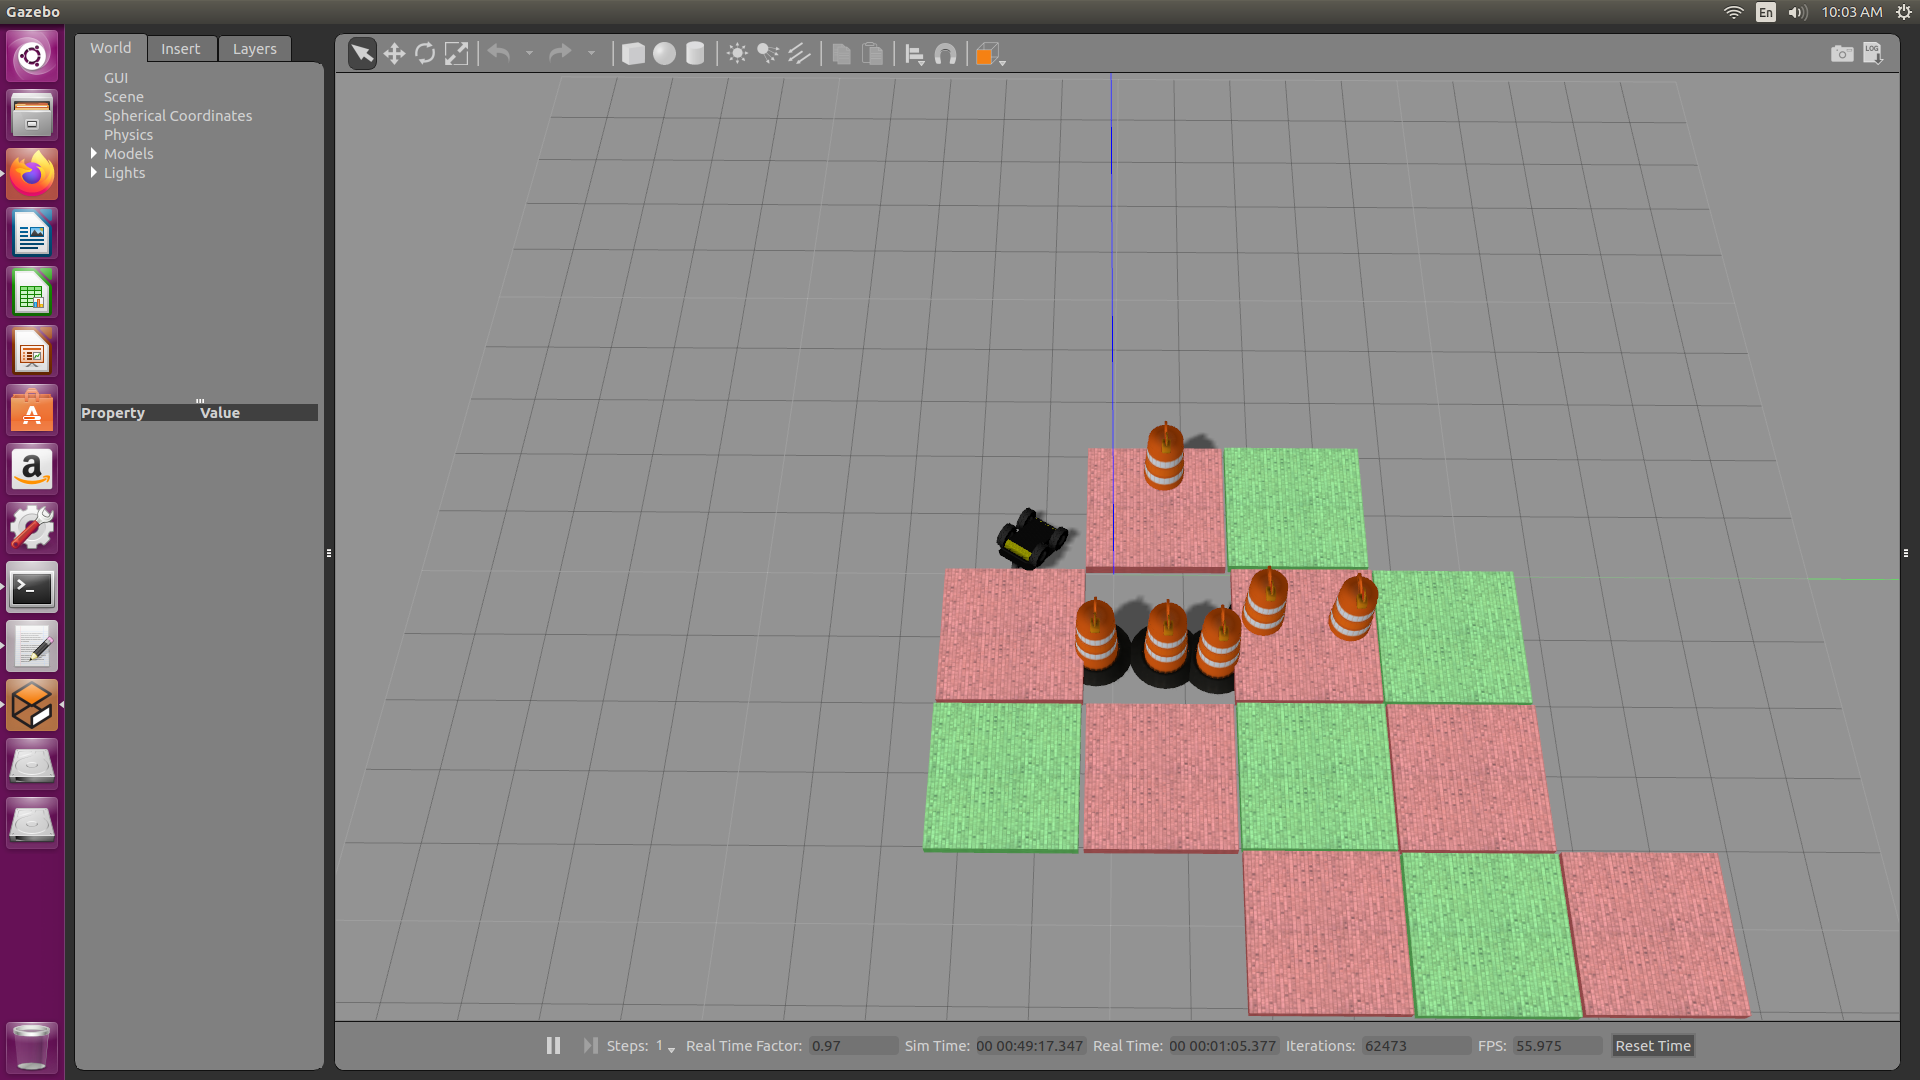 Gazebo
En
10:03 AM
World
Insert
Layers
LOG
GUI
Scene
Spherical Coordinates
Physics
Models
Lights
Property Value
Steps: 1
Real Time Factor: 0.97
Sim Time: 00 00:49:17.347
Real Time: 00 00:01:05.377
Iterations: 62473
FPS: 55.975
Reset Time